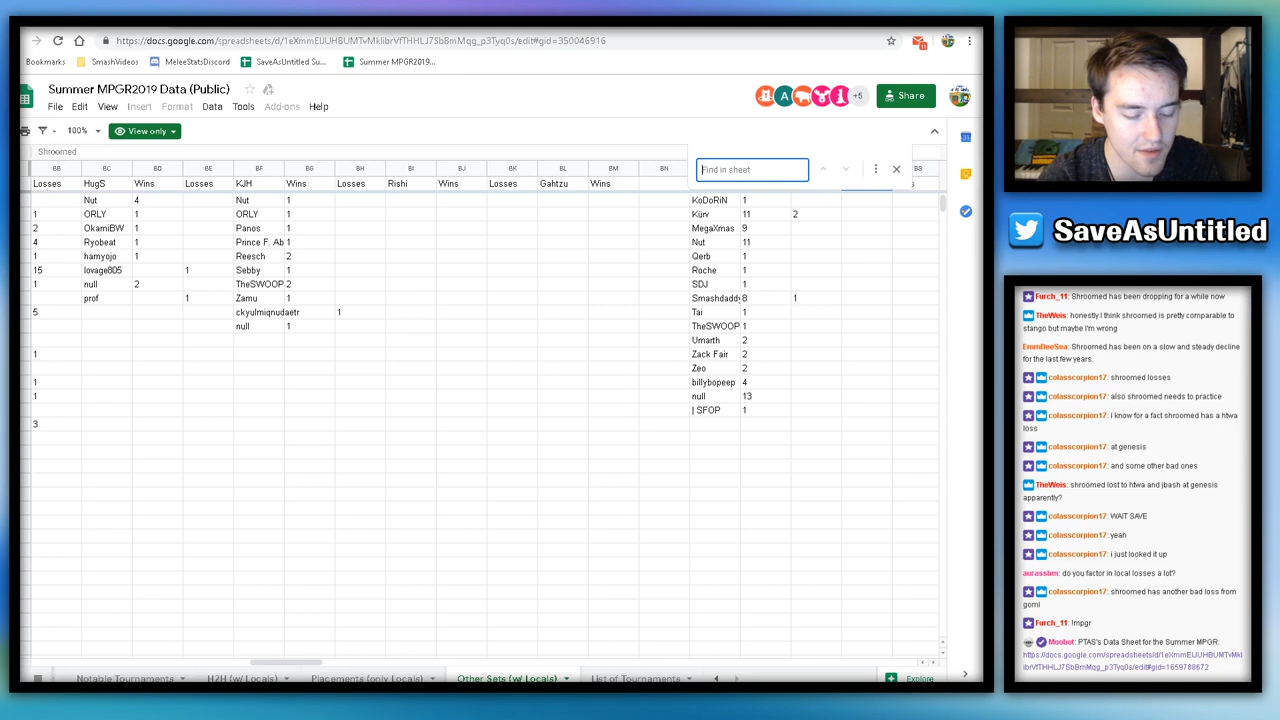 https://docs.google.com/spreadsheets/d/1eXmmEIJUHBUMTvMklibrVfTHHLJ7SbBmMqg_p3Tyq0s/edit#gid=350046916
Bookmarks SmashVideos MeleeStatsDiscord SaveAsUntitled Su... Summer MPGR2019...
Summer MPGR2019 Data (Public)
+5 Share
File Edit View Insert Format Data Tools Add-ons Help
100% View only
Shroomed
Find in sheet
BB BC BD BE BF BG BH BI BJ BK BL BM BN BS
Losses HugS Wins Losses KJH Wins Losses Rishi Wins Losses Gahtzu Wins
Nut 4 Nut 1 KoDoRiN 1
1 ORLY 1 ORLY 1 Kürv 11 2
2 OkamiBW 1 Panos 1 MegaXmas 9
4 Ryobeat 1 Prince F. Ab 1 Nut 11
1 hamyojo 1 Reesch 2 Qerb 1
15 lovage805 1 Sebby 1 Roche 1
1 null 2 TheSWOOP 2 SDJ 1
prof 1 Zamu 1 Smashdaddy 8 1
5 ckyulmiqnudaetr 1 Tai 1
null 1 TheSWOOP 1
Umarth 2
1 Zack Fair 2
Zeo 2
1 billybopeep 4
1 null 13
| SFOP 1
3
Notable Tournaments H2H (w/ Locals) Other Sets (w/ Locals) List of Tournaments Explore
SaveAsUntitled
Furch_11: Shroomed has been dropping for a while now
TheWeis: honestly I think shroomed is pretty comparable to
stango but maybe I'm wrong
EmmDeeSea: Shroomed has been on a slow and steady decline
for the last few years.
colasscorpion17: shroomed losses
colasscorpion17: also shroomed needs to practice
colasscorpion17: i know for a fact shroomed has a htwa
loss
colasscorpion17: at genesis
colasscorpion17: and some other bad ones
TheWeis: shroomed lost to htwa and jbash at genesis
apparently?
colasscorpion17: WAIT SAVE
colasscorpion17: yeah
colasscorpion17: i just looked it up
aurassbm: do you factor in local losses a lot?
colasscorpion17: shroomed has another bad loss from
goml
Furch_11: !mpgr
Moobot: PTAS's Data Sheet for the Summer MPGR:
https://docs.google.com/spreadsheets/d/1eXmmEIJUHBUMTvMkl
ibrVfTHHLJ7SbBmMqg_p3Tyq0s/edit#gid=1659788672